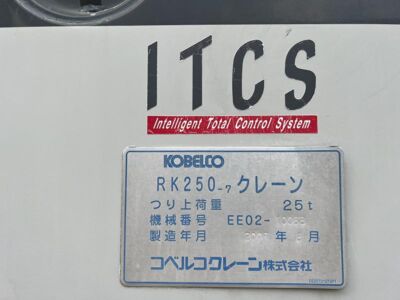 ITCS
Intelligent Total Control System
KOBELCO
RK250-7クレーン
つり上荷重 25t
機械番号 EE02-
製造年月 年 月
コベルコクレーン株式会社